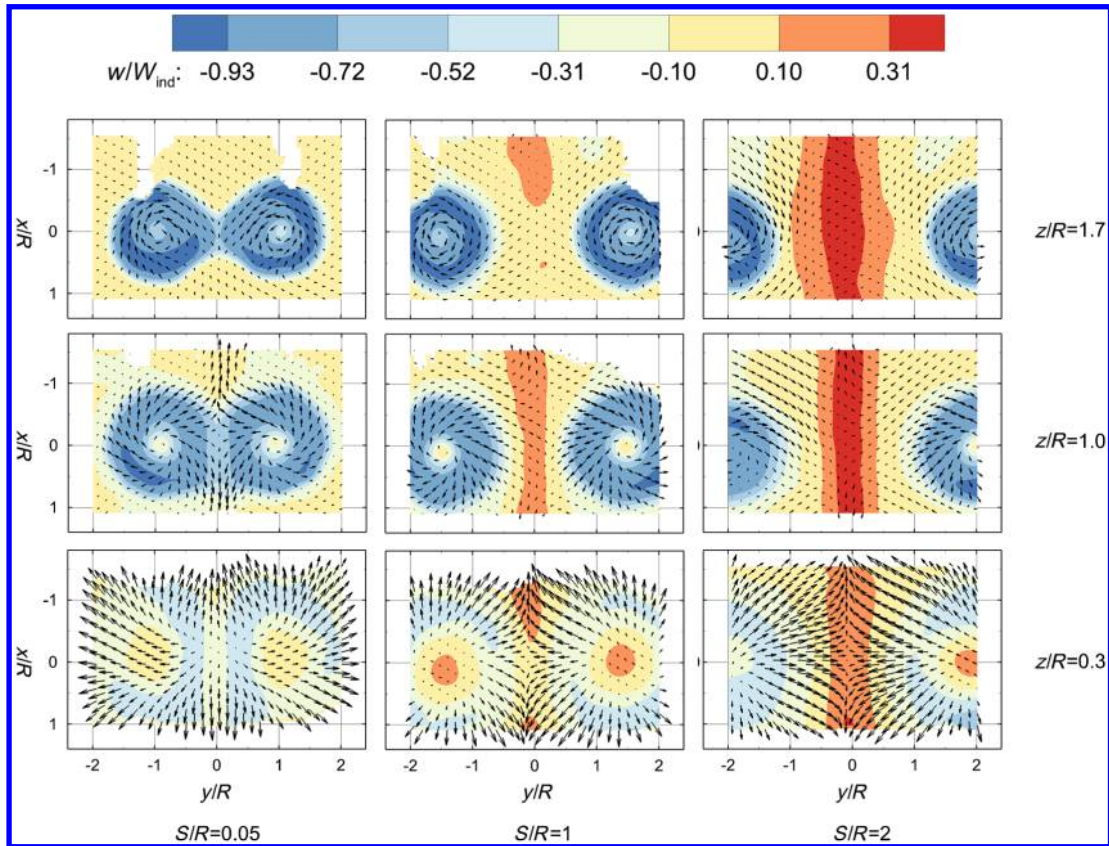 w/W_ind: -0.93 -0.72 -0.52 -0.31 -0.10 0.10 0.31
-1
x/R 0
1
z/R=1.7
-1
x/R 0
1
z/R=1.0
-1
x/R 0
1
z/R=0.3
-2 -1 0 1 2 -2 -1 0 1 2 -2 -1 0 1 2
y/R y/R y/R
S/R=0.05 S/R=1 S/R=2